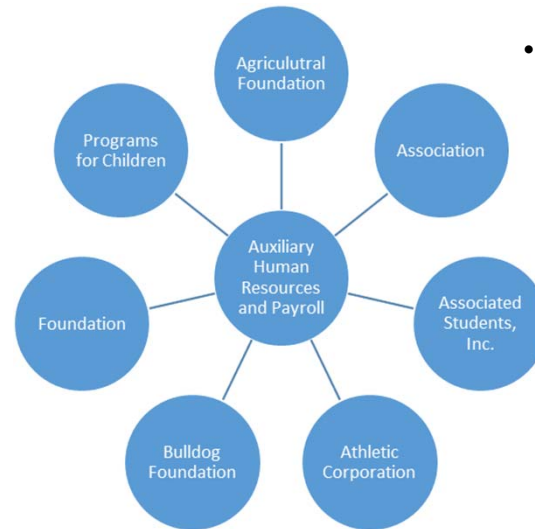 Agriculutral
Foundation
Programs
for Children
Association
Auxiliary
Human
Resources
and Payroll
Foundation
Associated
Students,
Inc.
Bulldog
Foundation
Athletic
Corporation